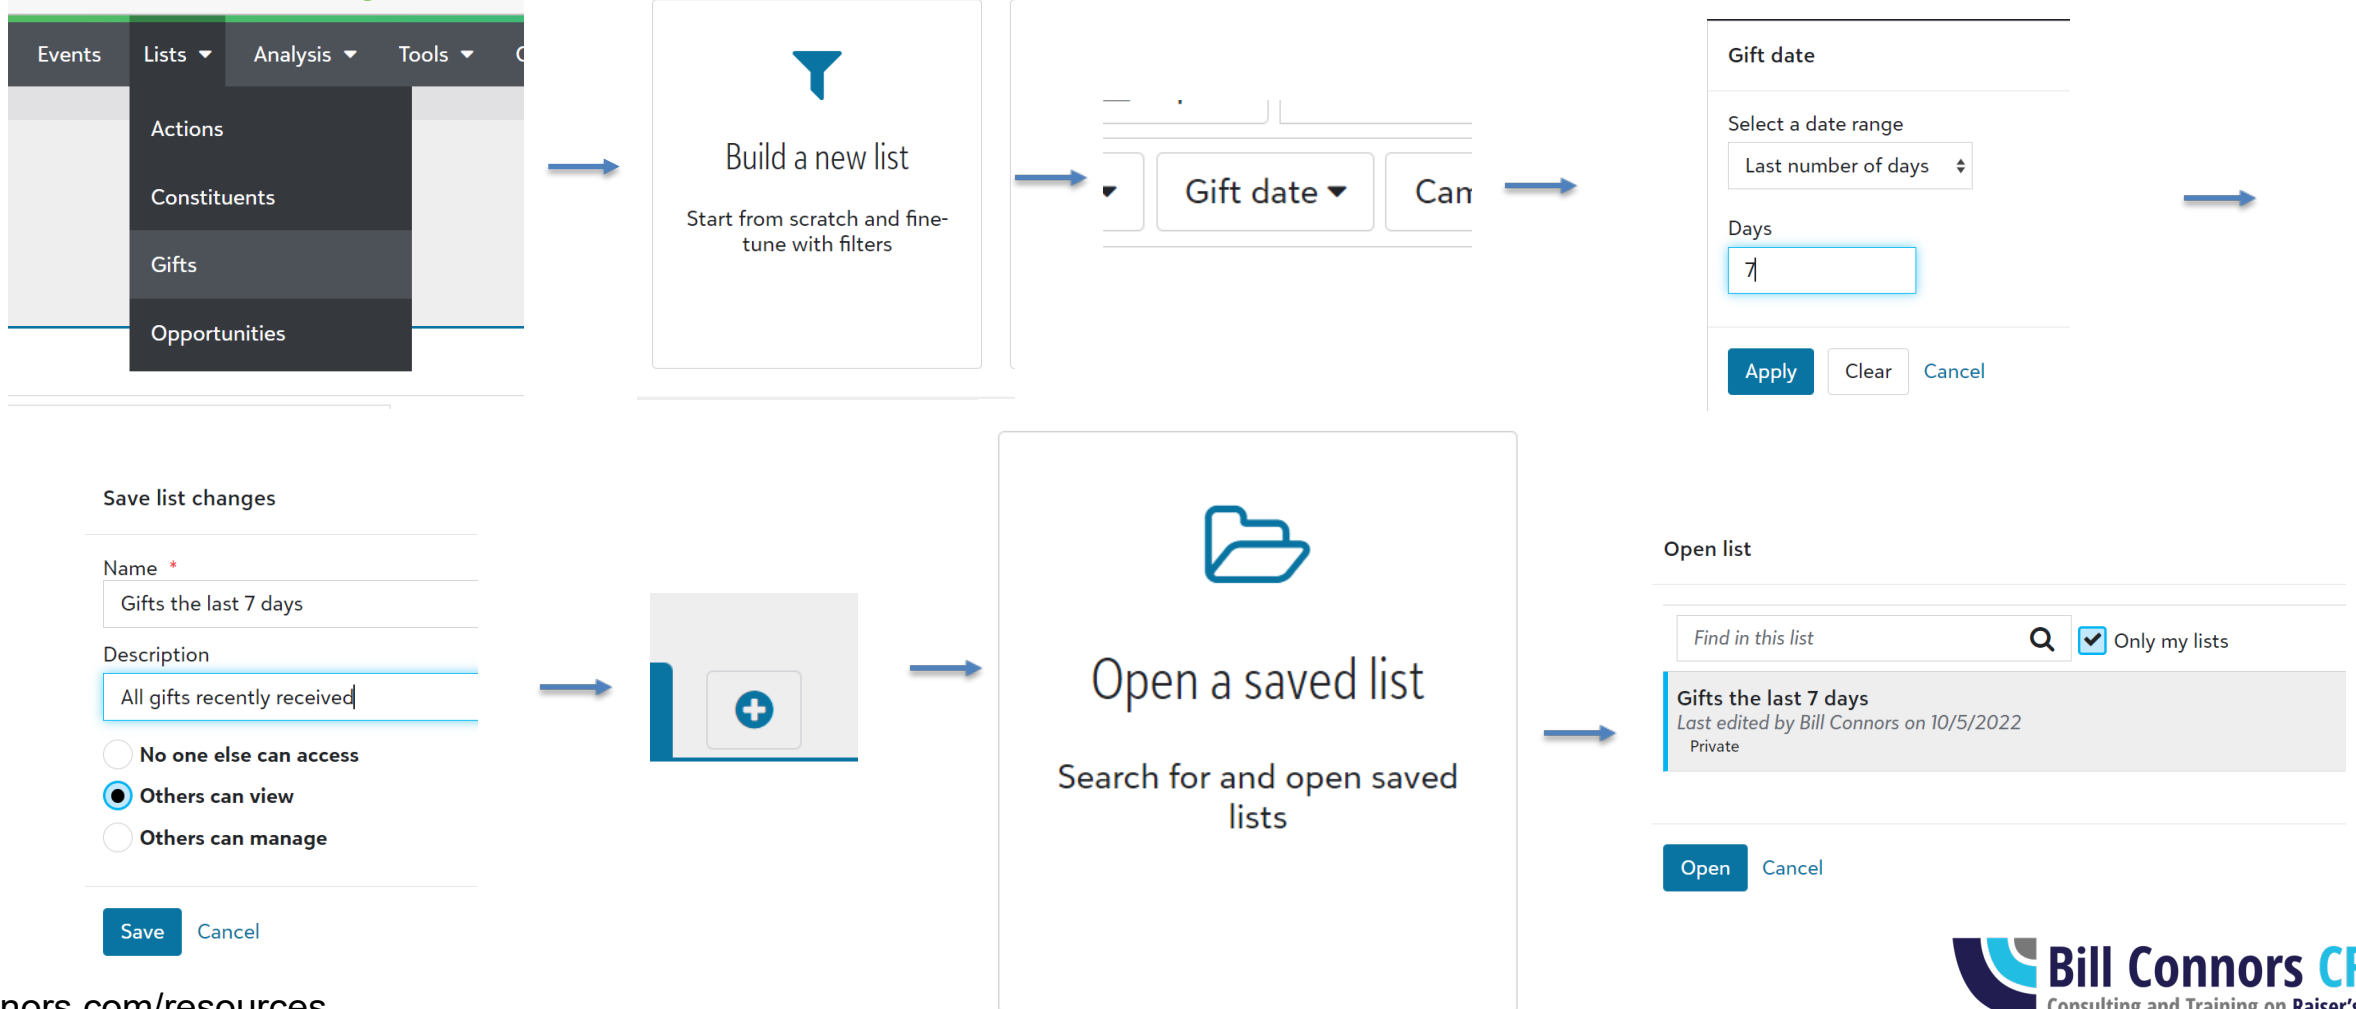 Events
Lists
Analysis
Tools
Actions
Constituents
Gifts
Opportunities
Build a new list
Start from scratch and fine-
tune with filters
Gift date
Gift date
Select a date range
Last number of days
Days
7
Apply
Clear
Cancel
Save list changes
Name *
Gifts the last 7 days
Description
All gifts recently received
No one else can access
Others can view
Others can manage
Save
Cancel
Open a saved list
Search for and open saved
lists
Open list
Find in this list
Only my lists
Gifts the last 7 days
Last edited by Bill Connors on 10/5/2022
Private
Open
Cancel
nors.com/resources
Bill Connors
Consulting and Training on Raiser's